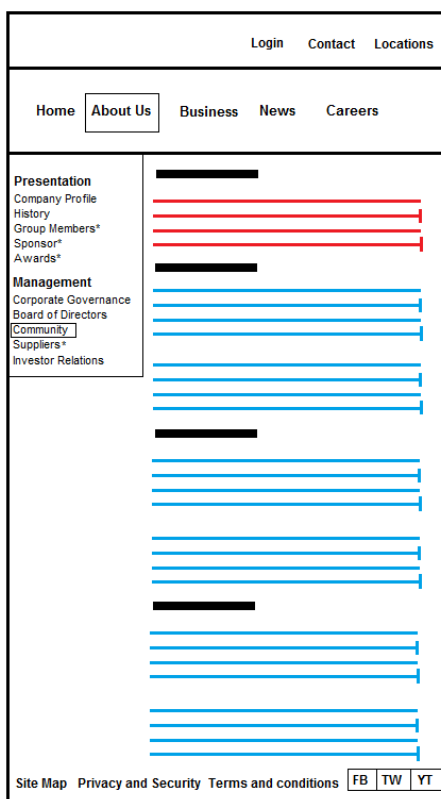 Login Contact Locations
Home About Us Business News Careers
Presentation
Company Profile
History
Group Members*
Sponsor*
Awards*
Management
Corporate Governance
Board of Directors
Community
Suppliers*
Investor Relations
Site Map Privacy and Security Terms and conditions FB TW YT